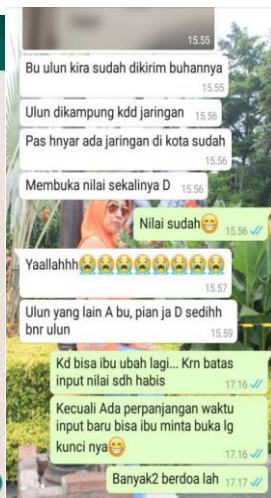 15.55
Bu ulun kira sudah dikirim buhannya
15.55
Ulun dikampung kdd jaringan 15.56
Pas hnyar ada jaringan di kota sudah
15.56
Membuka nilai sekalinya D 15.56
Nilai sudah😁 15.56
Yaallahhh😭😭😭😭😭😭😭😭
15.57
Ulun yang lain A bu, pian ja D sedihh
bnr ulun 15.59
Kd bisa ibu ubah lagi... Krn batas
input nilai sdh habis 17.16
Kecuali Ada perpanjangan waktu
input baru bisa ibu minta buka lg
kunci nya😁 17.16
Banyak2 berdoa lah 17.17